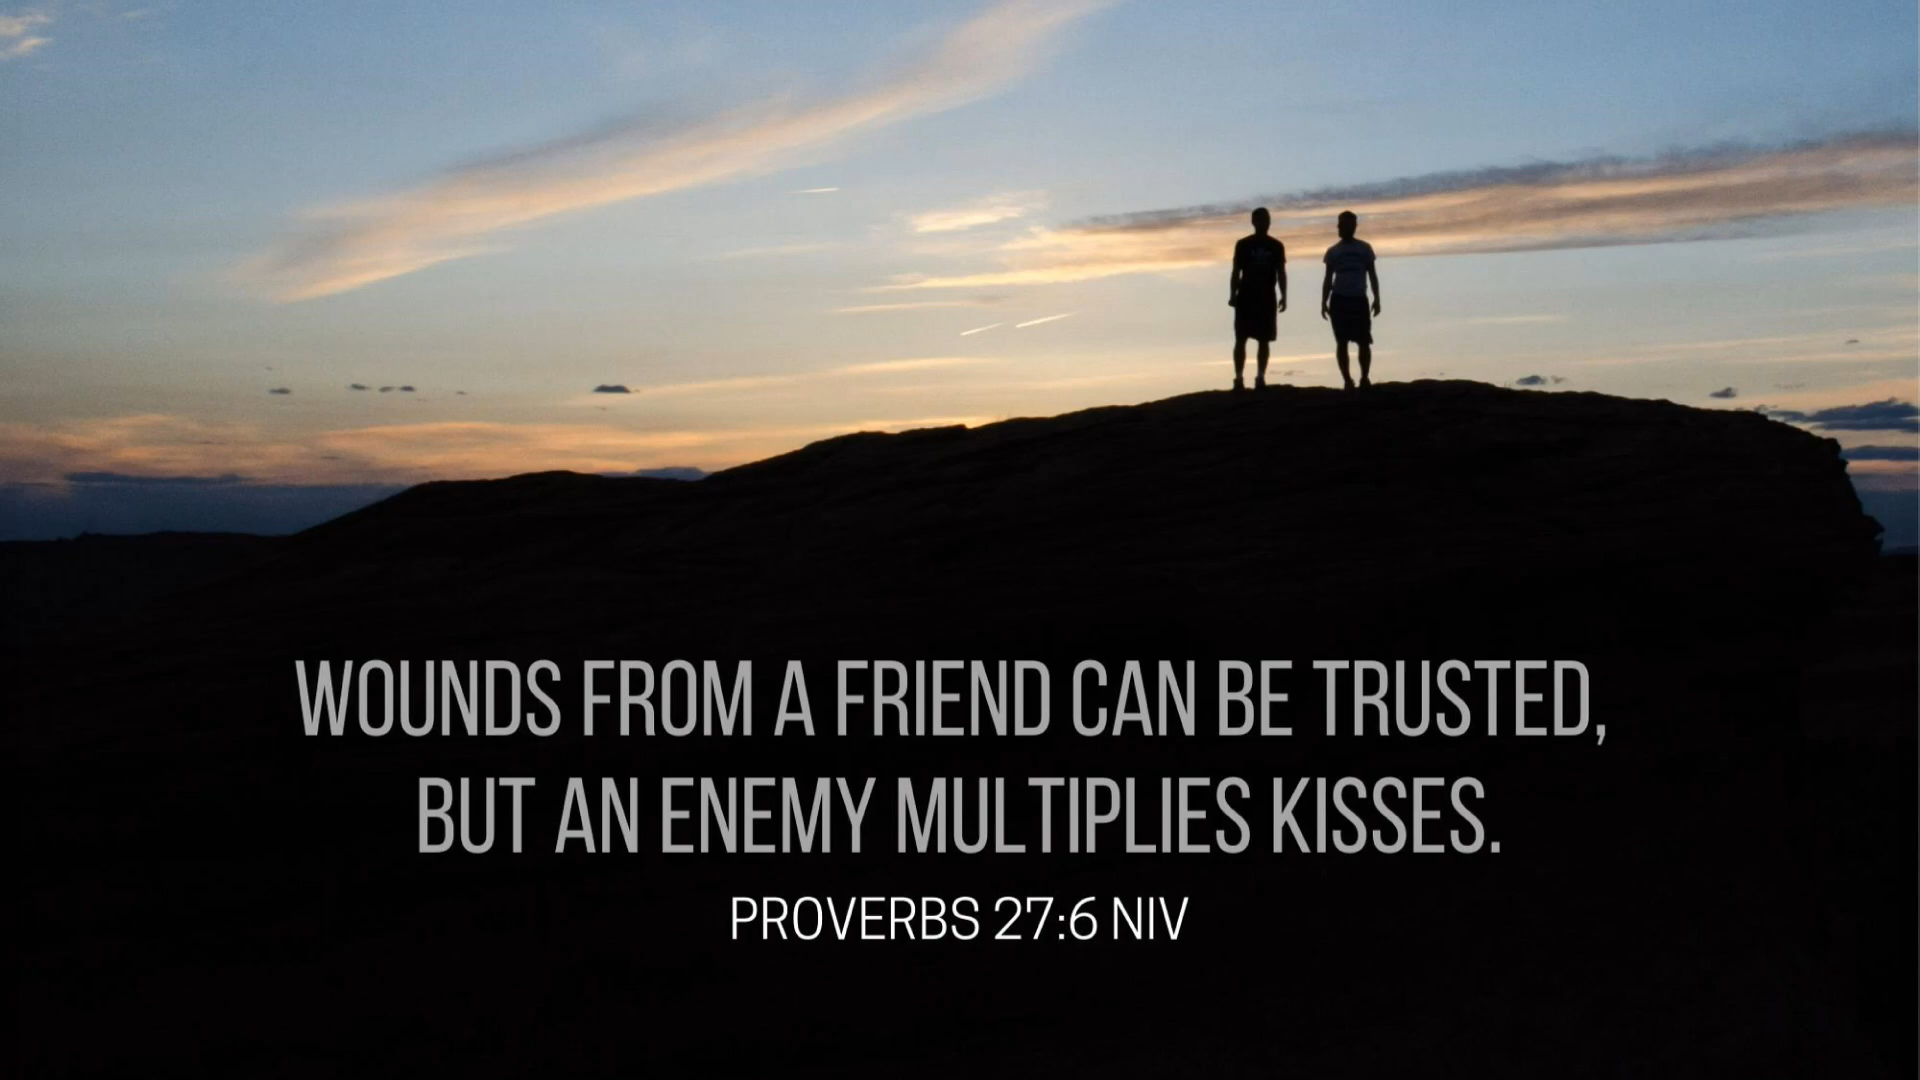 WOUNDS FROM A FRIEND CAN BE TRUSTED,
BUT AN ENEMY MULTIPLIES KISSES.
PROVERBS 27:6 NIV